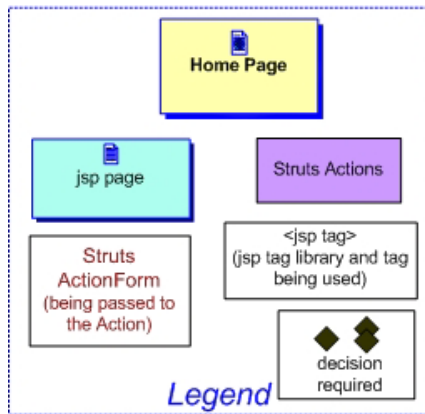 Home Page
jsp page
Struts Actions
Struts
ActionForm
(being passed to
the Action)
<jsp tag>
(jsp tag library and tag
being used)
decision
required
Legend